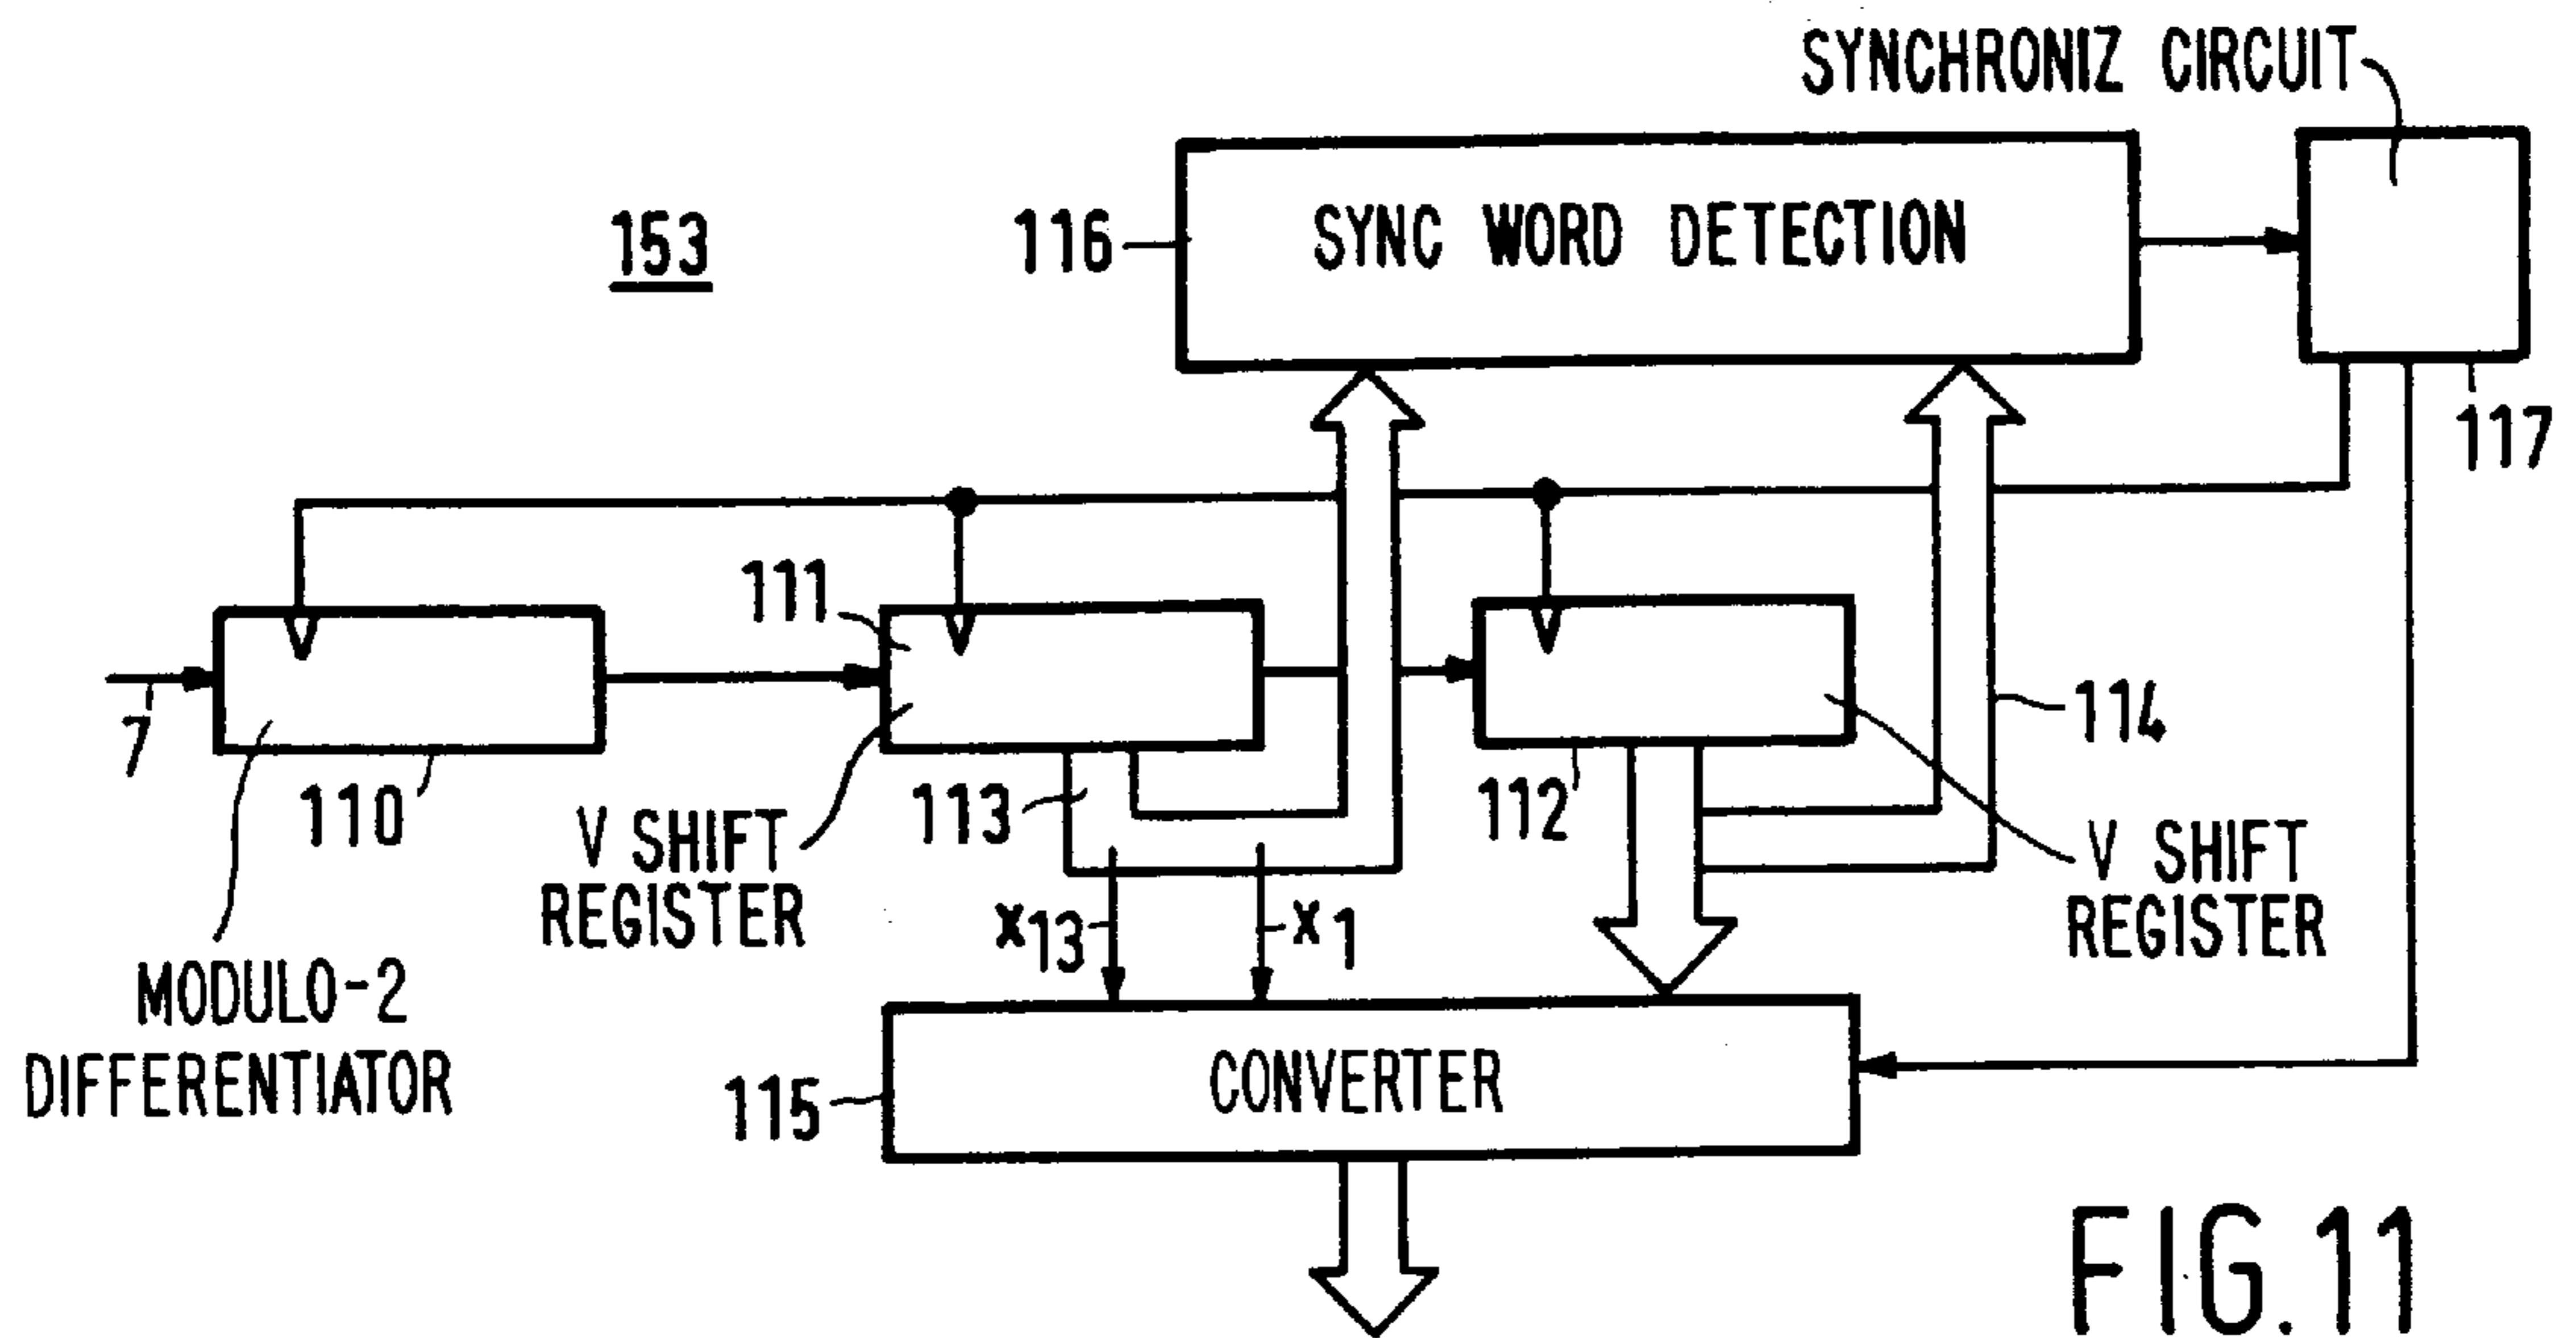 SYNCHRONIZ CIRCUIT
153
116
SYNC WORD DETECTION
117
111
7
110
113
112
114
V SHIFT
REGISTER
V SHIFT
REGISTER
X13
X1
MODULO-2
DIFFERENTIATOR
115
CONVERTER
FIG.11